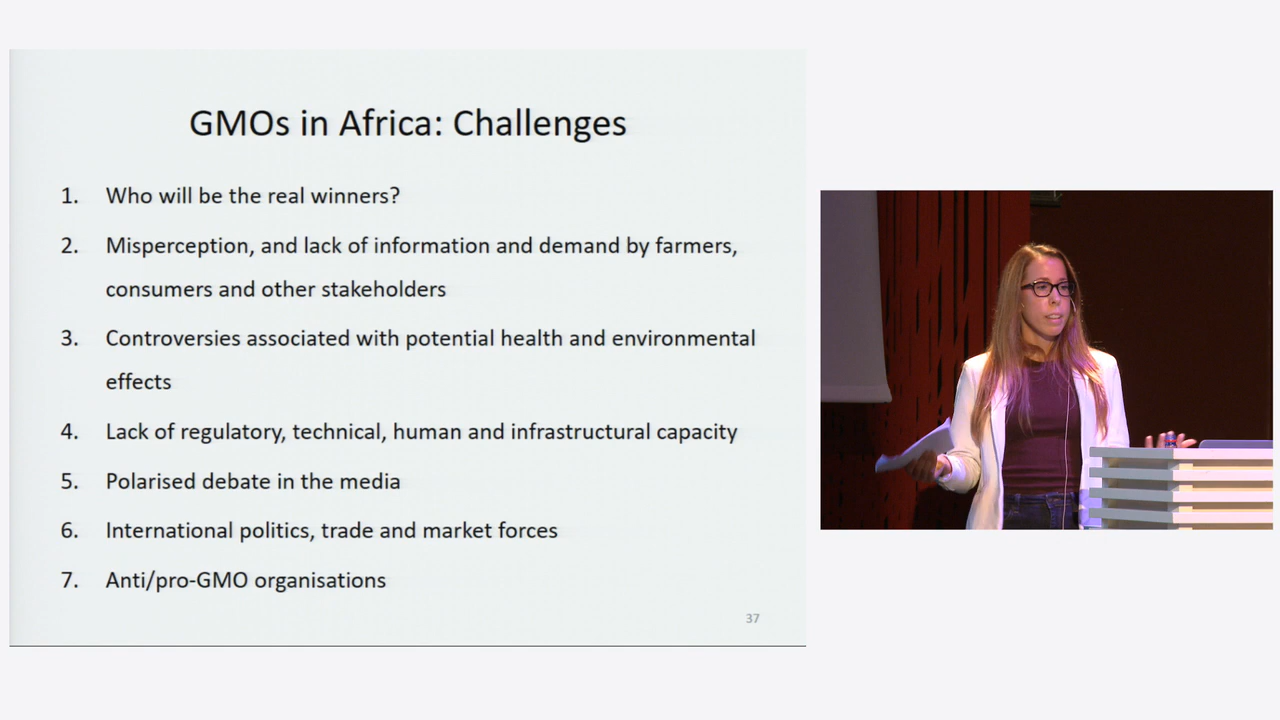 GMOs in Africa: Challenges
1. Who will be the real winners?
2. Misperception, and lack of information and demand by farmers,
consumers and other stakeholders
3. Controversies associated with potential health and environmental
effects
4. Lack of regulatory, technical, human and infrastructural capacity
5. Polarised debate in the media
6. International politics, trade and market forces
7. Anti/pro-GMO organisations
37